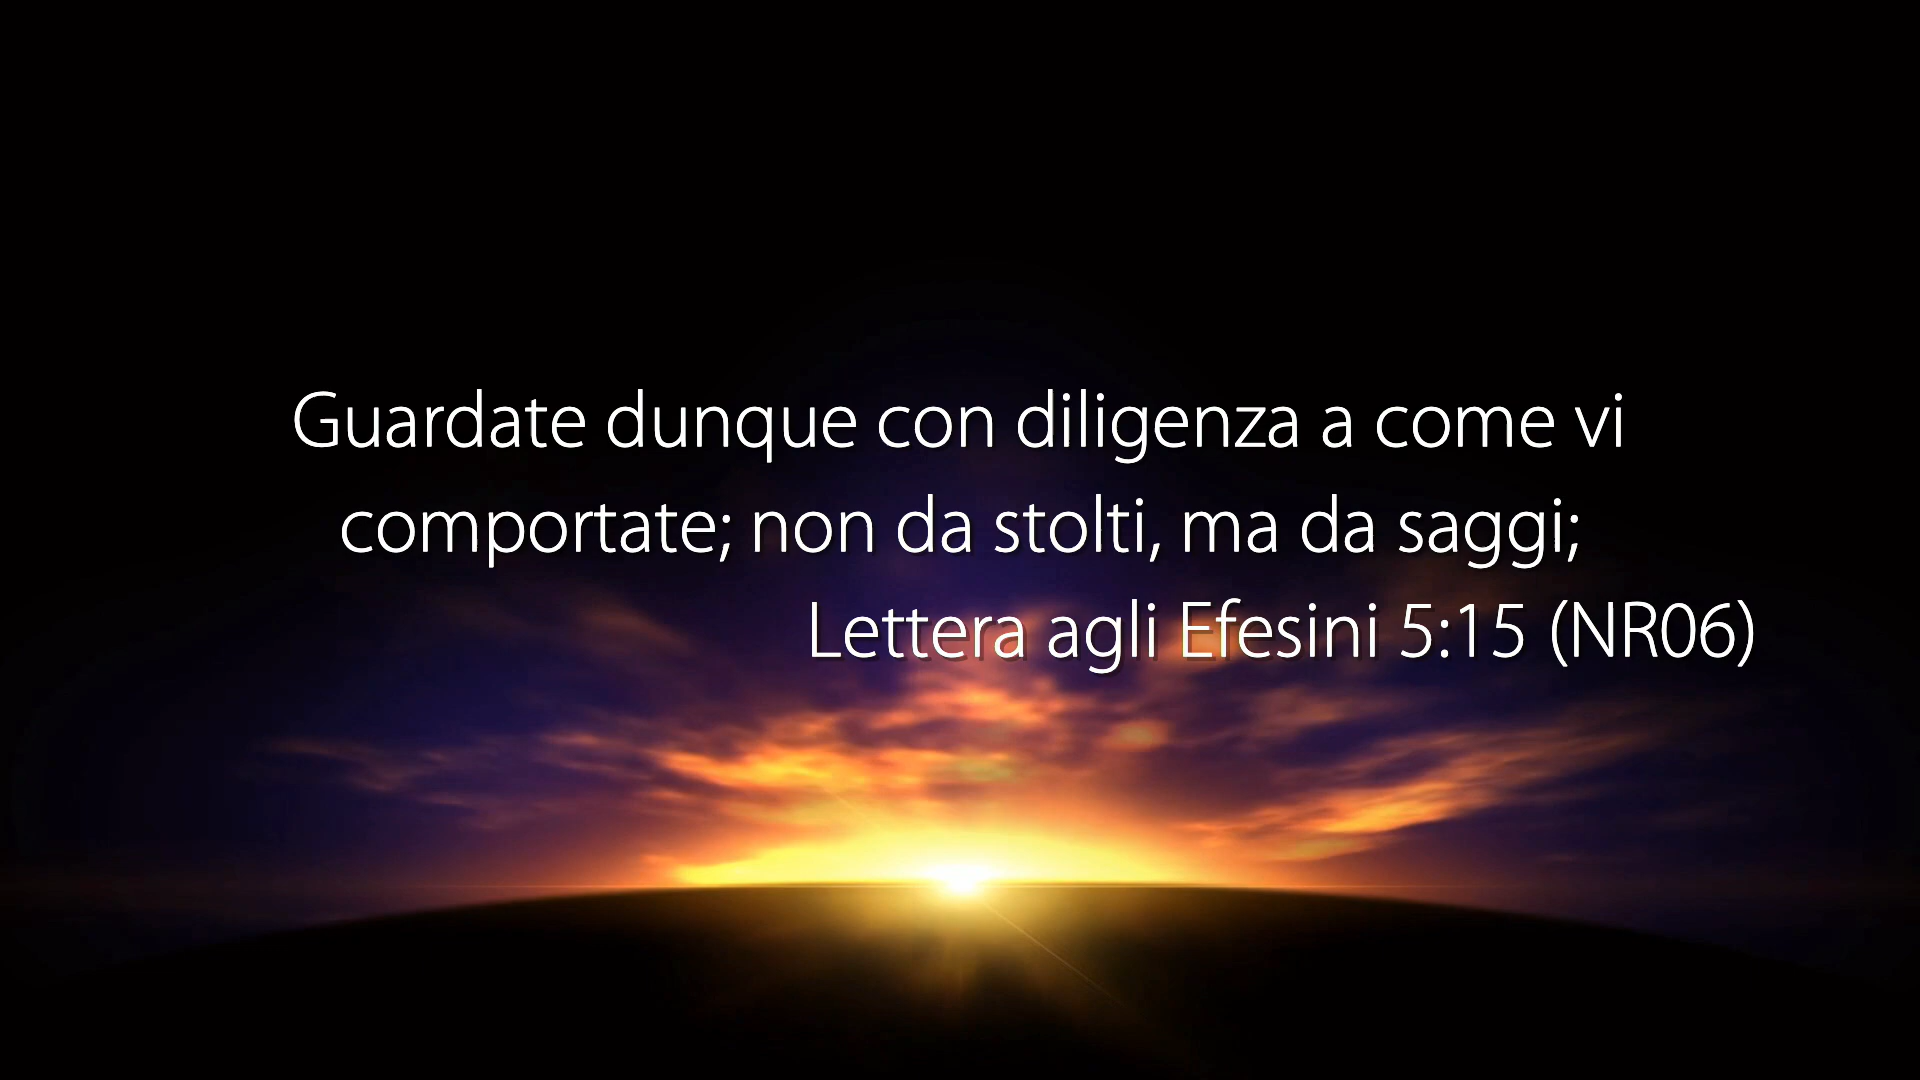 Guardate dunque con diligenza a come vi
comportate; non da stolti, ma da saggi;
Lettera agli Efesini 5:15 (NR06)